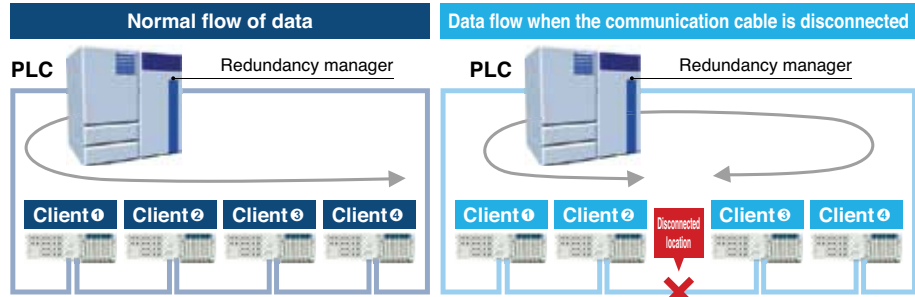 Normal flow of data
PLC
Redundancy manager
Client❶
Client❷
Client❸
Client❹
Data flow when the communication cable is disconnected
PLC
Redundancy manager
Client❶
Client❷
Disconnected
location
Client❸
Client❹